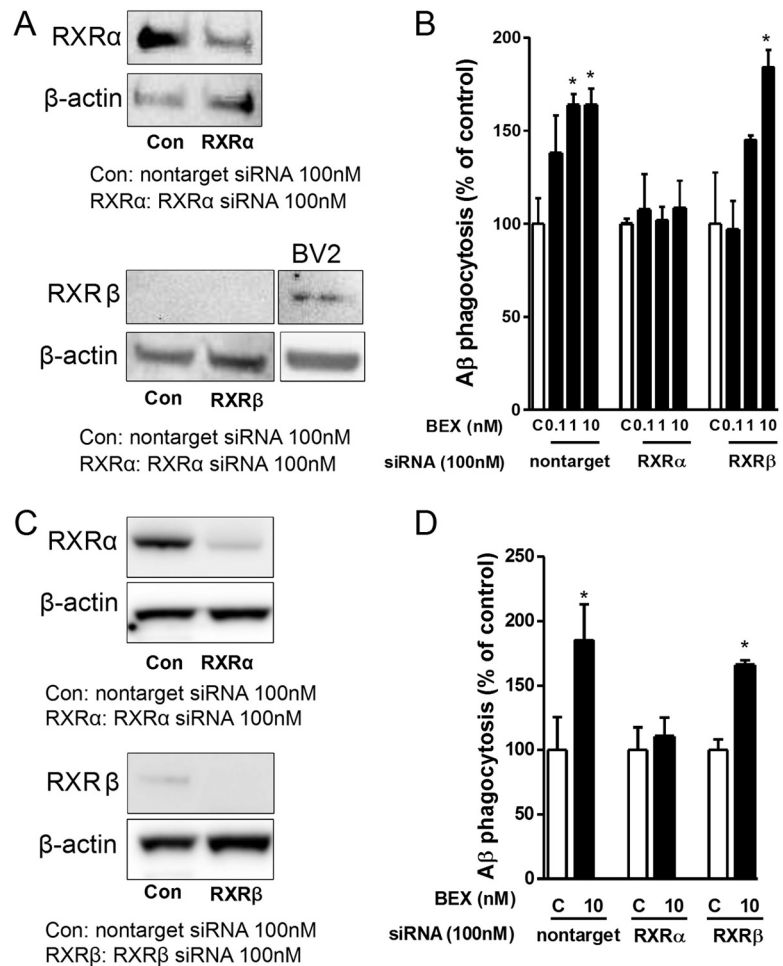 A
RXRα
β-actin
Con RXRα
Con: nontarget siRNA 100nM
RXRα: RXRα siRNA 100nM
BV2
RXR β
β-actin
Con RXRβ
Con: nontarget siRNA 100nM
RXRα: RXRα siRNA 100nM
B
Aβ phagocytosis (% of control)
200
150
100
50
0
* * *
BEX (nM) C 0.1 1 10 C 0.1 1 10 C 0.1 1 10
siRNA (100nM) nontarget RXRα RXRβ
C
RXRα
β-actin
Con RXRα
Con: nontarget siRNA 100nM
RXRα: RXRα siRNA 100nM
RXR β
β-actin
Con RXRβ
Con: nontarget siRNA 100nM
RXRβ: RXRβ siRNA 100nM
D
Aβ phagocytosis (% of control)
250
200
150
100
50
0
* *
BEX (nM) C 10 C 10 C 10
siRNA (100nM) nontarget RXRα RXRβ